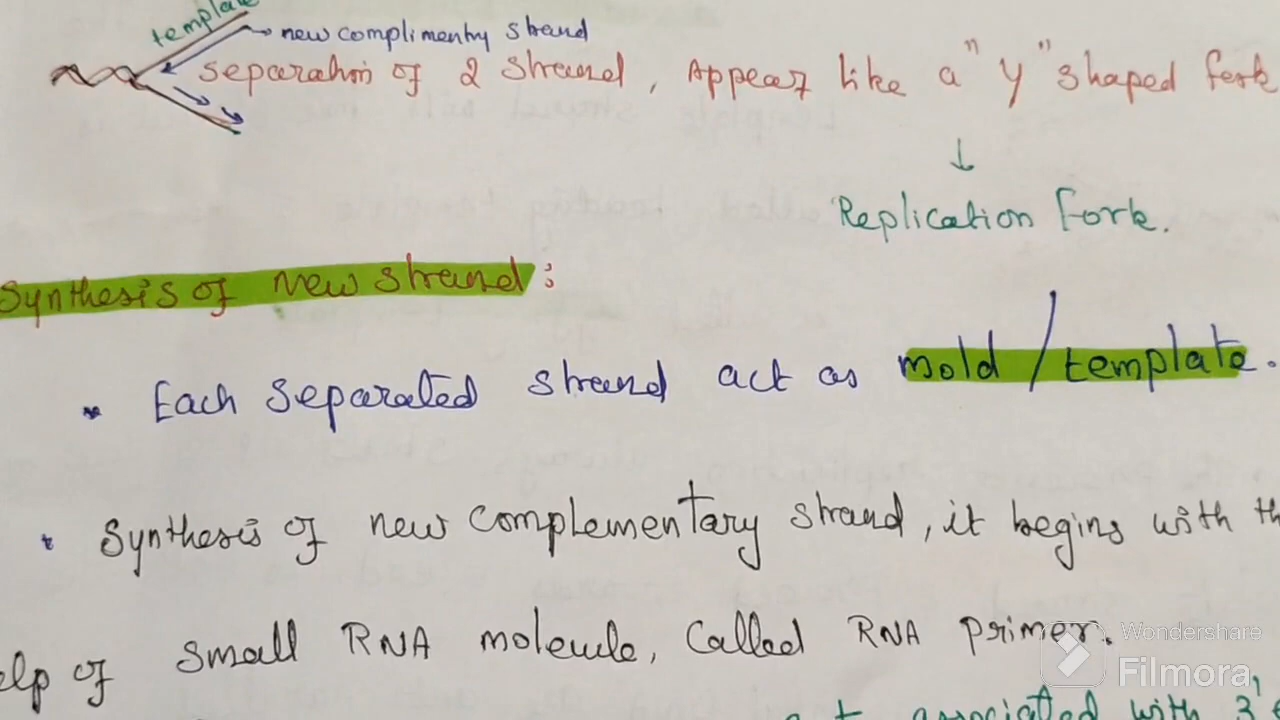 template
new complimentry strand
separation of 2 strand, Appear like a "y" shaped fork
↓
Replication fork.
Synthesis of new strand:
Each separated strand act as mold / template.
Synthesis of new complementary strand, it begins with th
elp of small RNA molecule, called RNA primer.
associated with 3'
Wondershare
Filmora